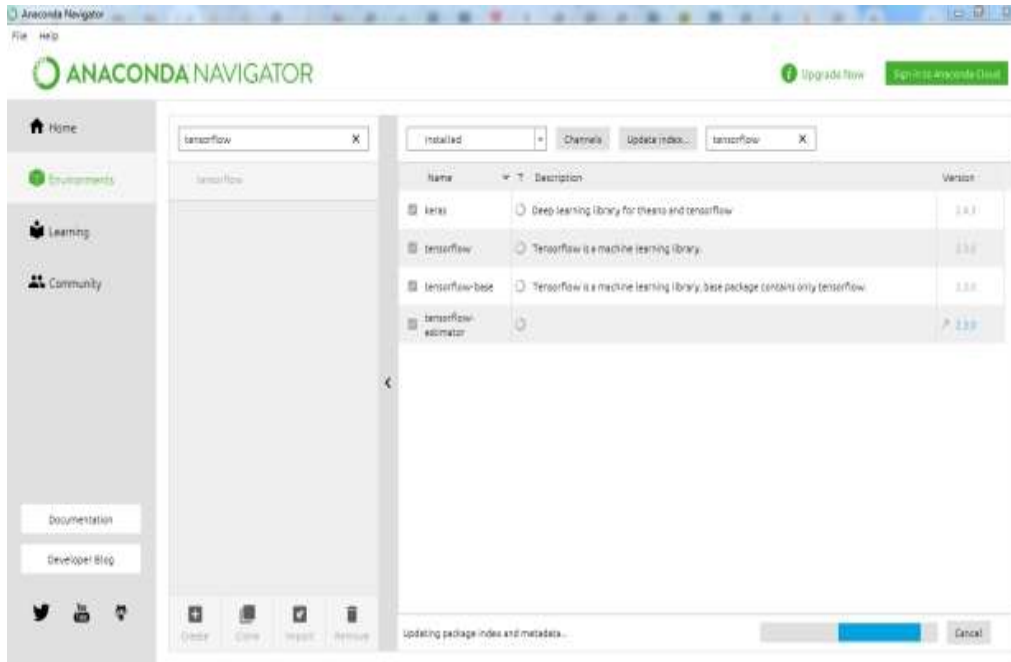 Anaconda Navigator
File Help
ANACONDA NAVIGATOR
Upgrade Now
Sign in to Anaconda Cloud
Home
Environments
Learning
Community
Documentation
Developer Blog
tensorflow
tensorflow
Create Clone Import Remove
Installed Channels Update index... tensorflow
Name T Description Version
keras Deep learning library for theano and tensorflow
tensorflow Tensorflow is a machine learning library.
tensorflow-base Tensorflow is a machine learning library, base package contains only tensorflow.
tensorflow-
estimator
Updating package index and metadata... Cancel